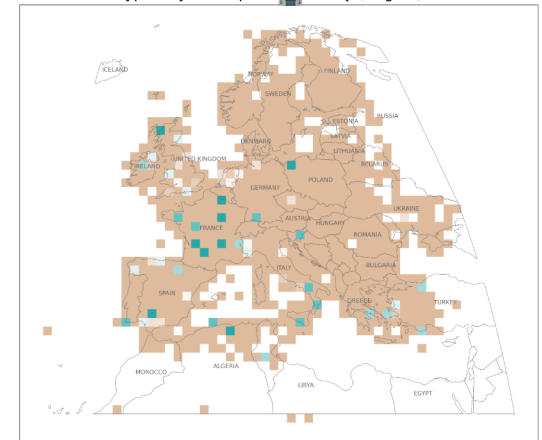 ICELAND
NORWAY
FINLAND
SWEDEN
RUSSIA
ESTONIA
LATVIA
DENMARK
LITHUANIA
UNITED KINGDOM
IRELAND
BELARUS
POLAND
GERMANY
UKRAINE
AUSTRIA
HUNGARY
FRANCE
ROMANIA
ITALY
BULGARIA
SPAIN
GREECE
TURKEY
ALGERIA
MOROCCO
LIBYA
EGYPT